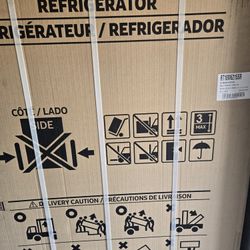 REFRIGERATOR
RIGÉRATEUR / REFRIGERADOR
CÔTÉ / LADO
SIDE
3
MAX
DELIVERY CAUTION / PRÉCAUTIONS DE LIVRAISON